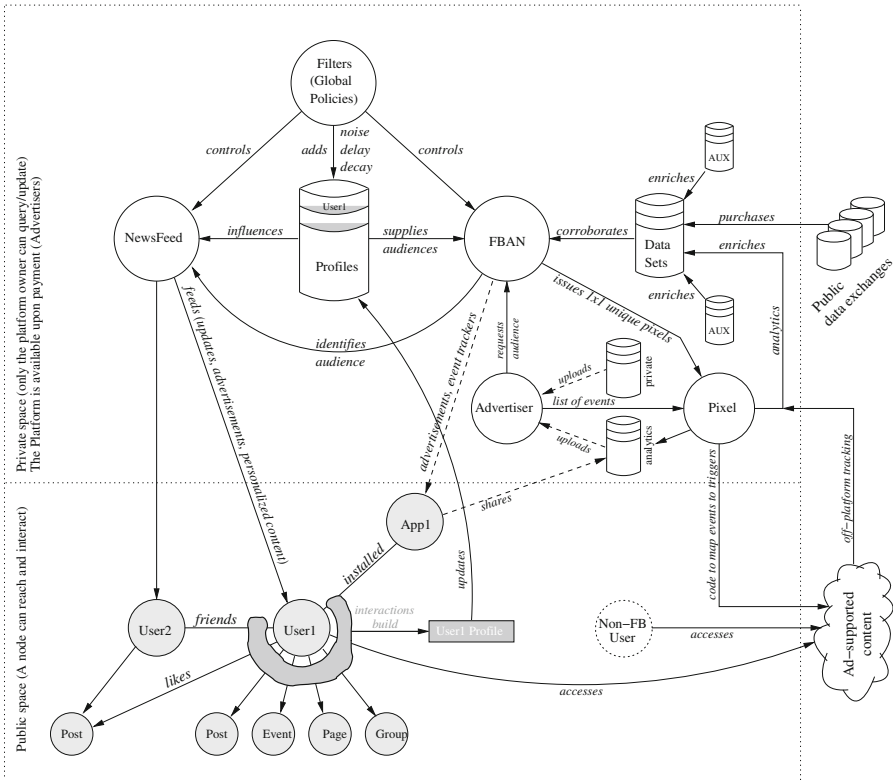 Filters
(Global
Policies)
controls
adds
noise
delay
decay
controls
AUX
enriches
User1
NewsFeed
influences
Profiles
supplies
audiences
FBAN
corroborates
Data
Sets
purchases
enriches
enriches
AUX
Public
data exchanges
analytics
issues 1x1 unique pixels
identifies
audience
requests
audience
feeds (updates, advertisements, personalized content)
advertisements, event trackers
Advertiser
uploads
private
list of events
Pixel
uploads
analytics
shares
App1
installed
updates
code to map events to triggers
off-platform tracking
Private space (only the platform owner can query/update)
The Platform is available upon payment (Advertisers)
Public space (A node can reach and interact)
User2
friends
User1
interactions
build
User1 Profile
Non-FB
User
accesses
Ad-supported
content
accesses
likes
Post
Post
Event
Page
Group